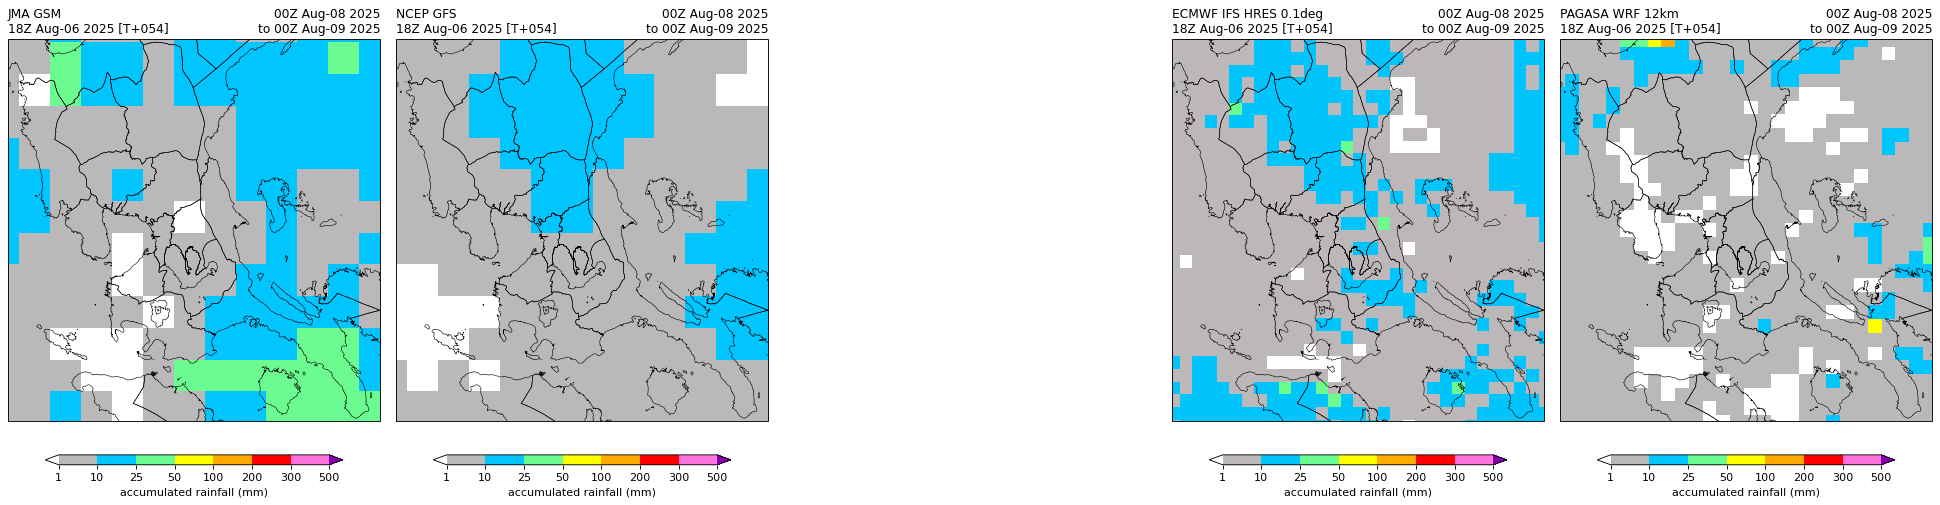 JMA GSM 00Z Aug-08 2025
18Z Aug-06 2025 [T+054] to 00Z Aug-09 2025
NCEP GFS 00Z Aug-08 2025
18Z Aug-06 2025 [T+054] to 00Z Aug-09 2025
ECMWF IFS HRES 0.1deg 00Z Aug-08 2025
18Z Aug-06 2025 [T+054] to 00Z Aug-09 2025
PAGASA WRF 12km 00Z Aug-08 2025
18Z Aug-06 2025 [T+054] to 00Z Aug-09 2025
1 10 25 50 100 200 300 500
accumulated rainfall (mm)
1 10 25 50 100 200 300 500
accumulated rainfall (mm)
1 10 25 50 100 200 300 500
accumulated rainfall (mm)
1 10 25 50 100 200 300 500
accumulated rainfall (mm)